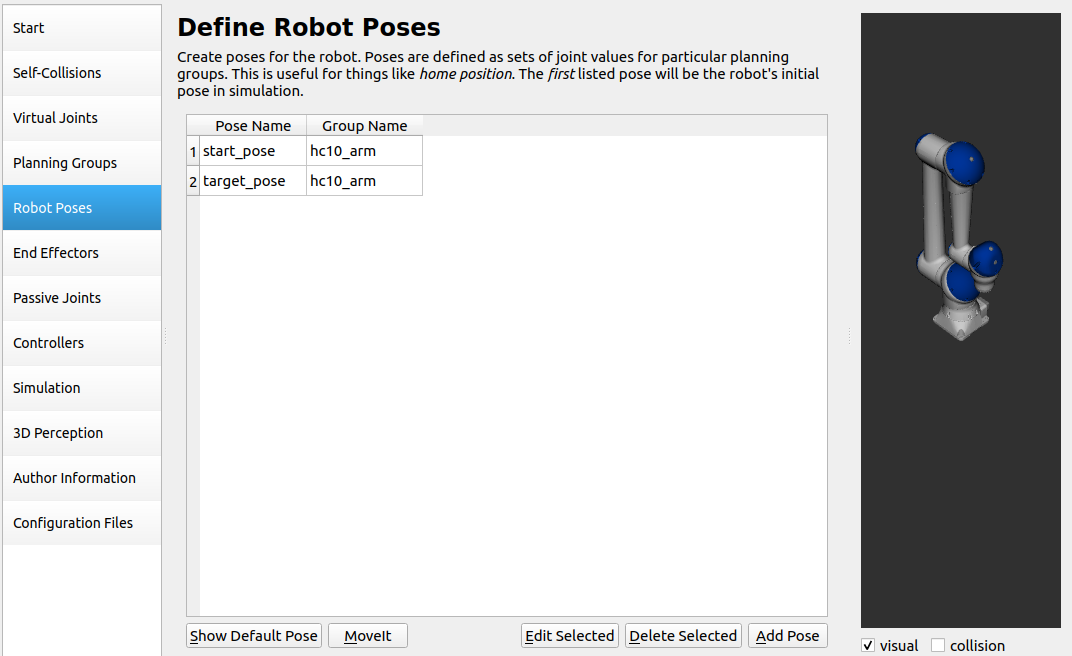 Start
Self-Collisions
Virtual Joints
Planning Groups
Robot Poses
End Effectors
Passive Joints
Controllers
Simulation
3D Perception
Author Information
Configuration Files
Define Robot Poses
Create poses for the robot. Poses are defined as sets of joint values for particular planning
groups. This is useful for things like home position. The first listed pose will be the robot's initial
pose in simulation.
Pose Name Group Name
1 start_pose hc10_arm
2 target_pose hc10_arm
Show Default Pose MoveIt Edit Selected Delete Selected Add Pose
visual collision